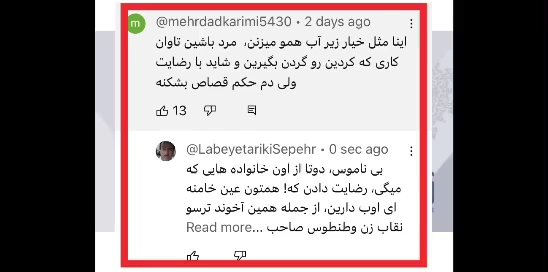 m @mehrdadkarimi5430 • 2 days ago
اینا مثل خیار زیر آب همو میزنن، مرد باشین تاوان
کاری که کردین رو گردن بگیرین و شاید با رضایت
ولی دم حکم قصاص بشکنه
13
@LabeyetarikiSepehr • 0 sec ago
بی ناموس، دوتا از اون خانواده هایی که
میگی، رضایت دادن که! همتون عین خامنه
ای اوب دارین، از جمله همین آخوند ترسو
نقاب زن وطنطوس صاحب ... Read more